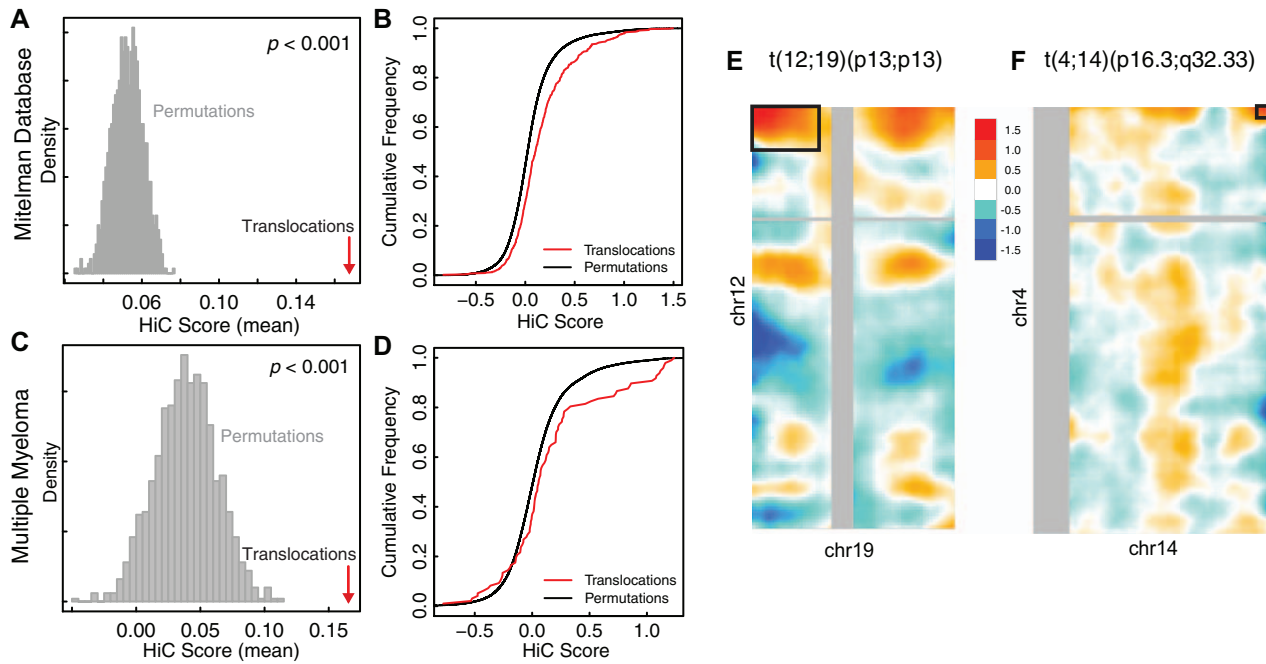 A
Mitelman Database
Density
p < 0.001
Permutations
Translocations
0.06 0.10 0.14
HiC Score (mean)
B
Cumulative Frequency
1.0
0.8
0.6
0.4
0.2
0.0
Translocations
Permutations
−0.5 0.0 0.5 1.0 1.5
HiC Score
C
Multiple Myeloma
Density
p < 0.001
Permutations
Translocations
0.00 0.05 0.10 0.15
HiC Score (mean)
D
Cumulative Frequency
1.0
0.8
0.6
0.4
0.2
0.0
Translocations
Permutations
−0.5 0.0 0.5 1.0
HiC Score
E t(12;19)(p13;p13)
chr12
chr19
1.5
1.0
0.5
0.0
-0.5
-1.0
-1.5
F t(4;14)(p16.3;q32.33)
chr4
chr14